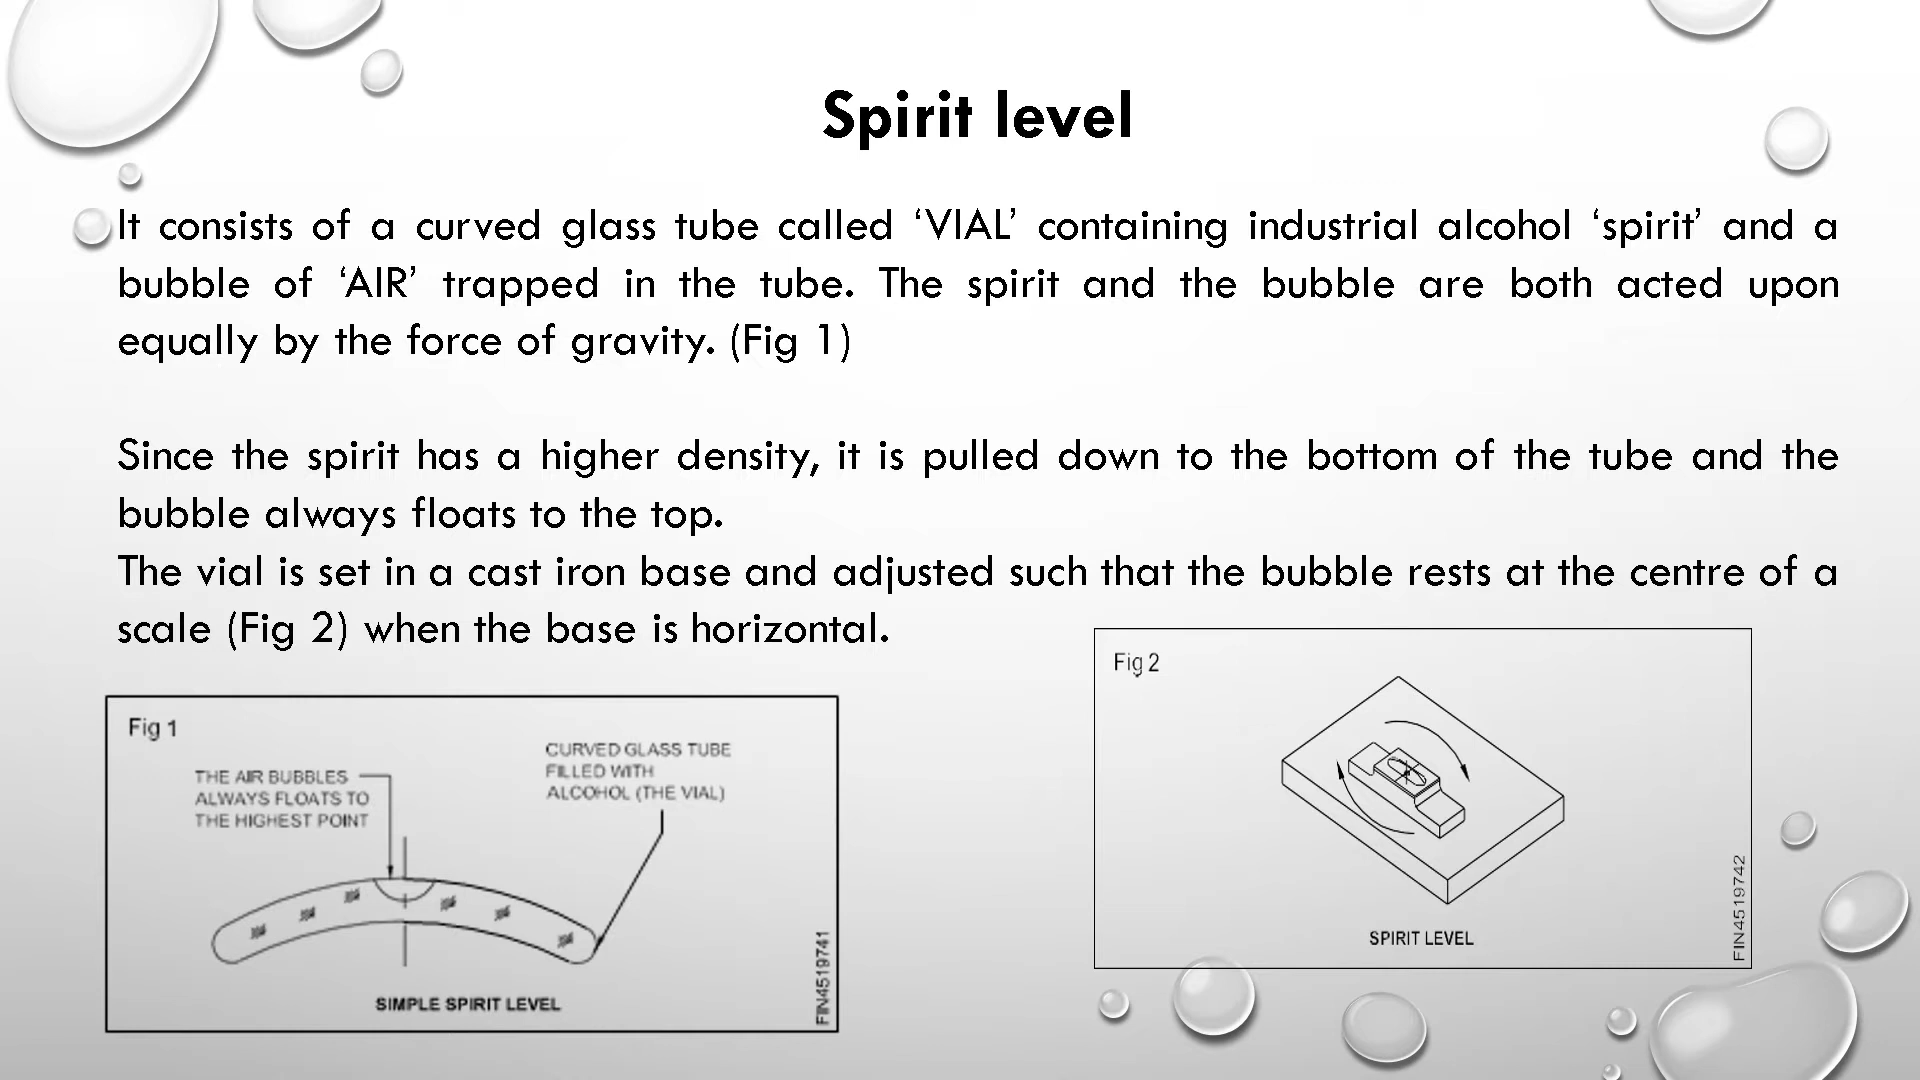 Spirit level
It consists of a curved glass tube called ‘VIAL’ containing industrial alcohol ‘spirit’ and a
bubble of ‘AIR’ trapped in the tube. The spirit and the bubble are both acted upon
equally by the force of gravity. (Fig 1)
Since the spirit has a higher density, it is pulled down to the bottom of the tube and the
bubble always floats to the top.
The vial is set in a cast iron base and adjusted such that the bubble rests at the centre of a
scale (Fig 2) when the base is horizontal.
Fig 1
THE AIR BUBBLES
ALWAYS FLOATS TO
THE HIGHEST POINT
CURVED GLASS TUBE
FILLED WITH
ALCOHOL (THE VIAL)
SIMPLE SPIRIT LEVEL
FIN4519741
Fig 2
SPIRIT LEVEL
FIN4519742